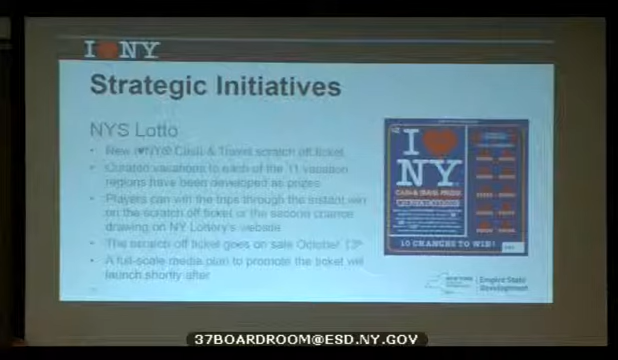 I ♥ NY
Strategic Initiatives
NYS Lotto
• New I♥NY® Cash & Travel scratch off ticket
• Curated vacations to each of the 11 vacation
regions have been developed as prizes
• Players can win the trips through the instant win
on the scratch off ticket or the second chance
drawing on NY Lottery's website
• The scratch off ticket goes on sale October 13th
• A full-scale media plan to promote the ticket will
launch shortly after
I ♥
NY
CASH & TRAVEL PRIZES
10 CHANCES TO WIN!
Empire State
Development
37BOARDROOM@ESD.NY.GOV